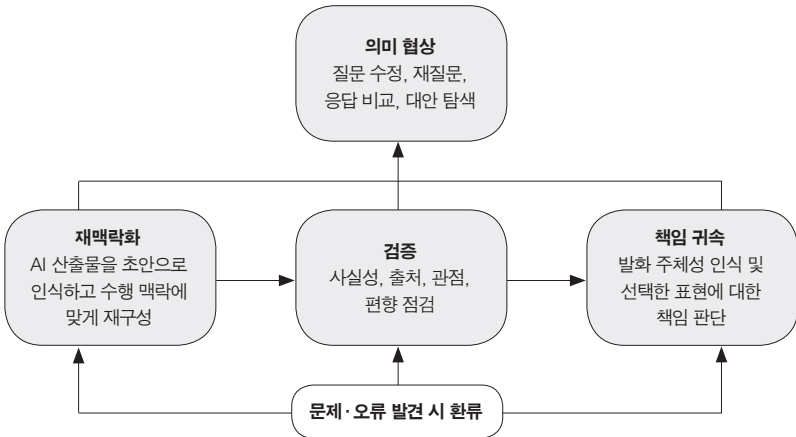 의미 협상
질문 수정, 재질문,
응답 비교, 대안 탐색
재맥락화
AI 산출물을 초안으로
인식하고 수행 맥락에
맞게 재구성
검증
사실성, 출처, 관점,
편향 점검
책임 귀속
발화 주체성 인식 및
선택한 표현에 대한
책임 판단
문제·오류 발견 시 환류